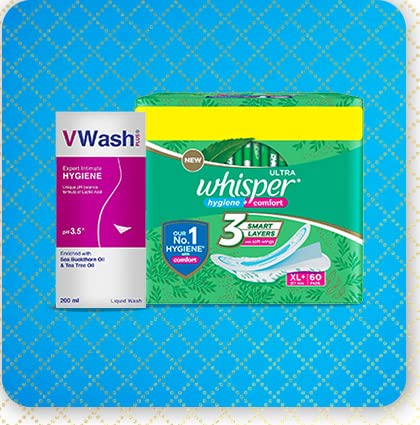 VWash PLUS®
Expert Intimate
HYGIENE
Unique pH balance
formula of Lactic Acid
pH 3.5
Enriched with
Sea Buckthorn Oil
& Tea Tree Oil
200 ml
Liquid Wash
NEW
ULTRA
whisper®
hygiene + comfort
OUR
No.1
HYGIENE
with
comfort
3 SMART
LAYERS
with soft wings
XL+
60
PADS